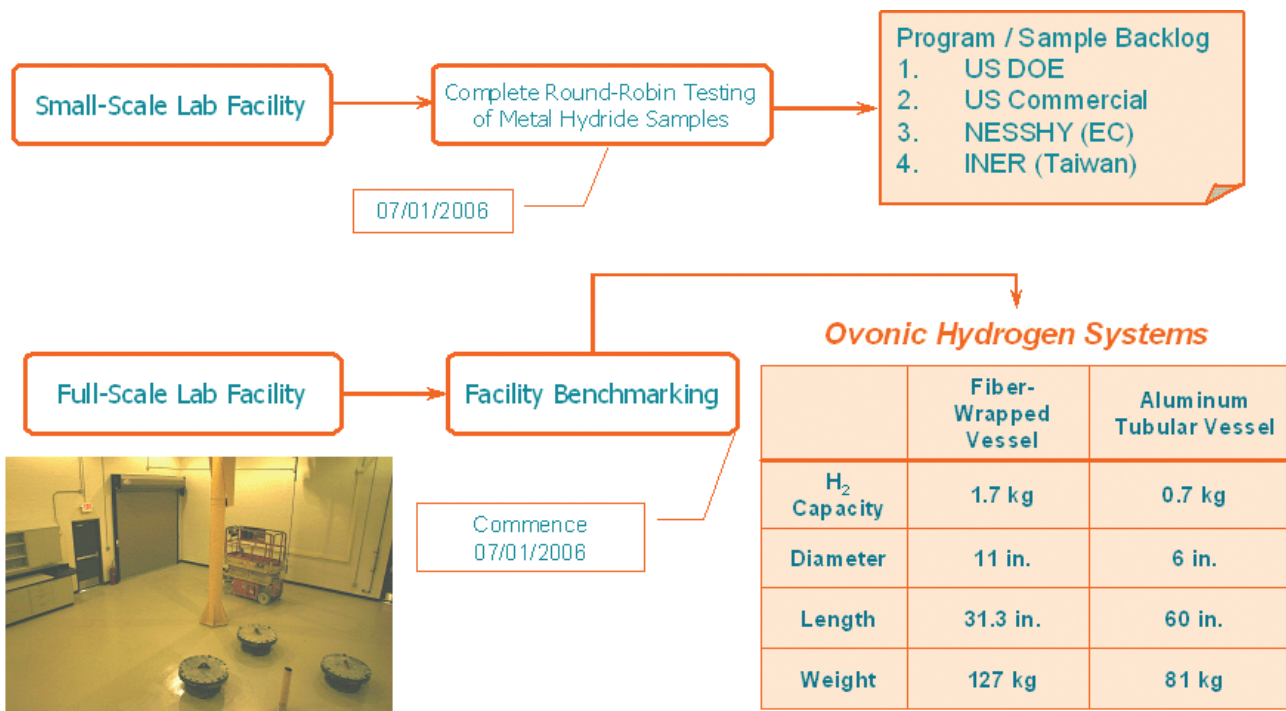 Small-Scale Lab Facility
Complete Round-Robin Testing
of Metal Hydride Samples
07/01/2006
Program / Sample Backlog
1. US DOE
2. US Commercial
3. NESSHY (EC)
4. INER (Taiwan)
Full-Scale Lab Facility
Facility Benchmarking
Commence
07/01/2006
Ovonic Hydrogen Systems
Fiber-
Wrapped
Vessel
Aluminum
Tubular Vessel
H₂
Capacity
1.7 kg
0.7 kg
Diameter
11 in.
6 in.
Length
31.3 in.
60 in.
Weight
127 kg
81 kg